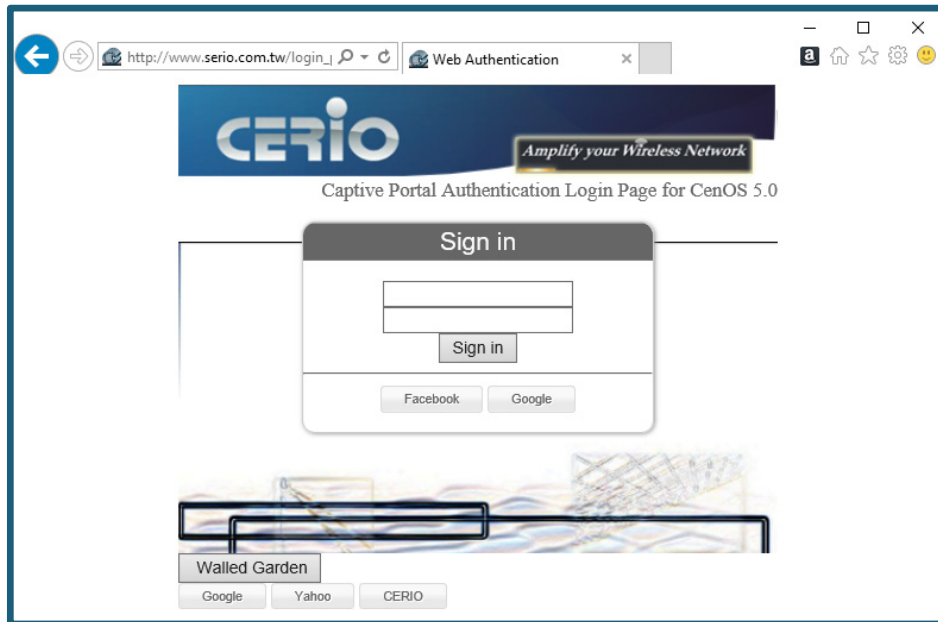 http://www.serio.com.tw/login_
Web Authentication
CERIO
Amplify your Wireless Network
Captive Portal Authentication Login Page for CenOS 5.0
Sign in
Sign in
Facebook Google
Walled Garden
Google Yahoo CERIO